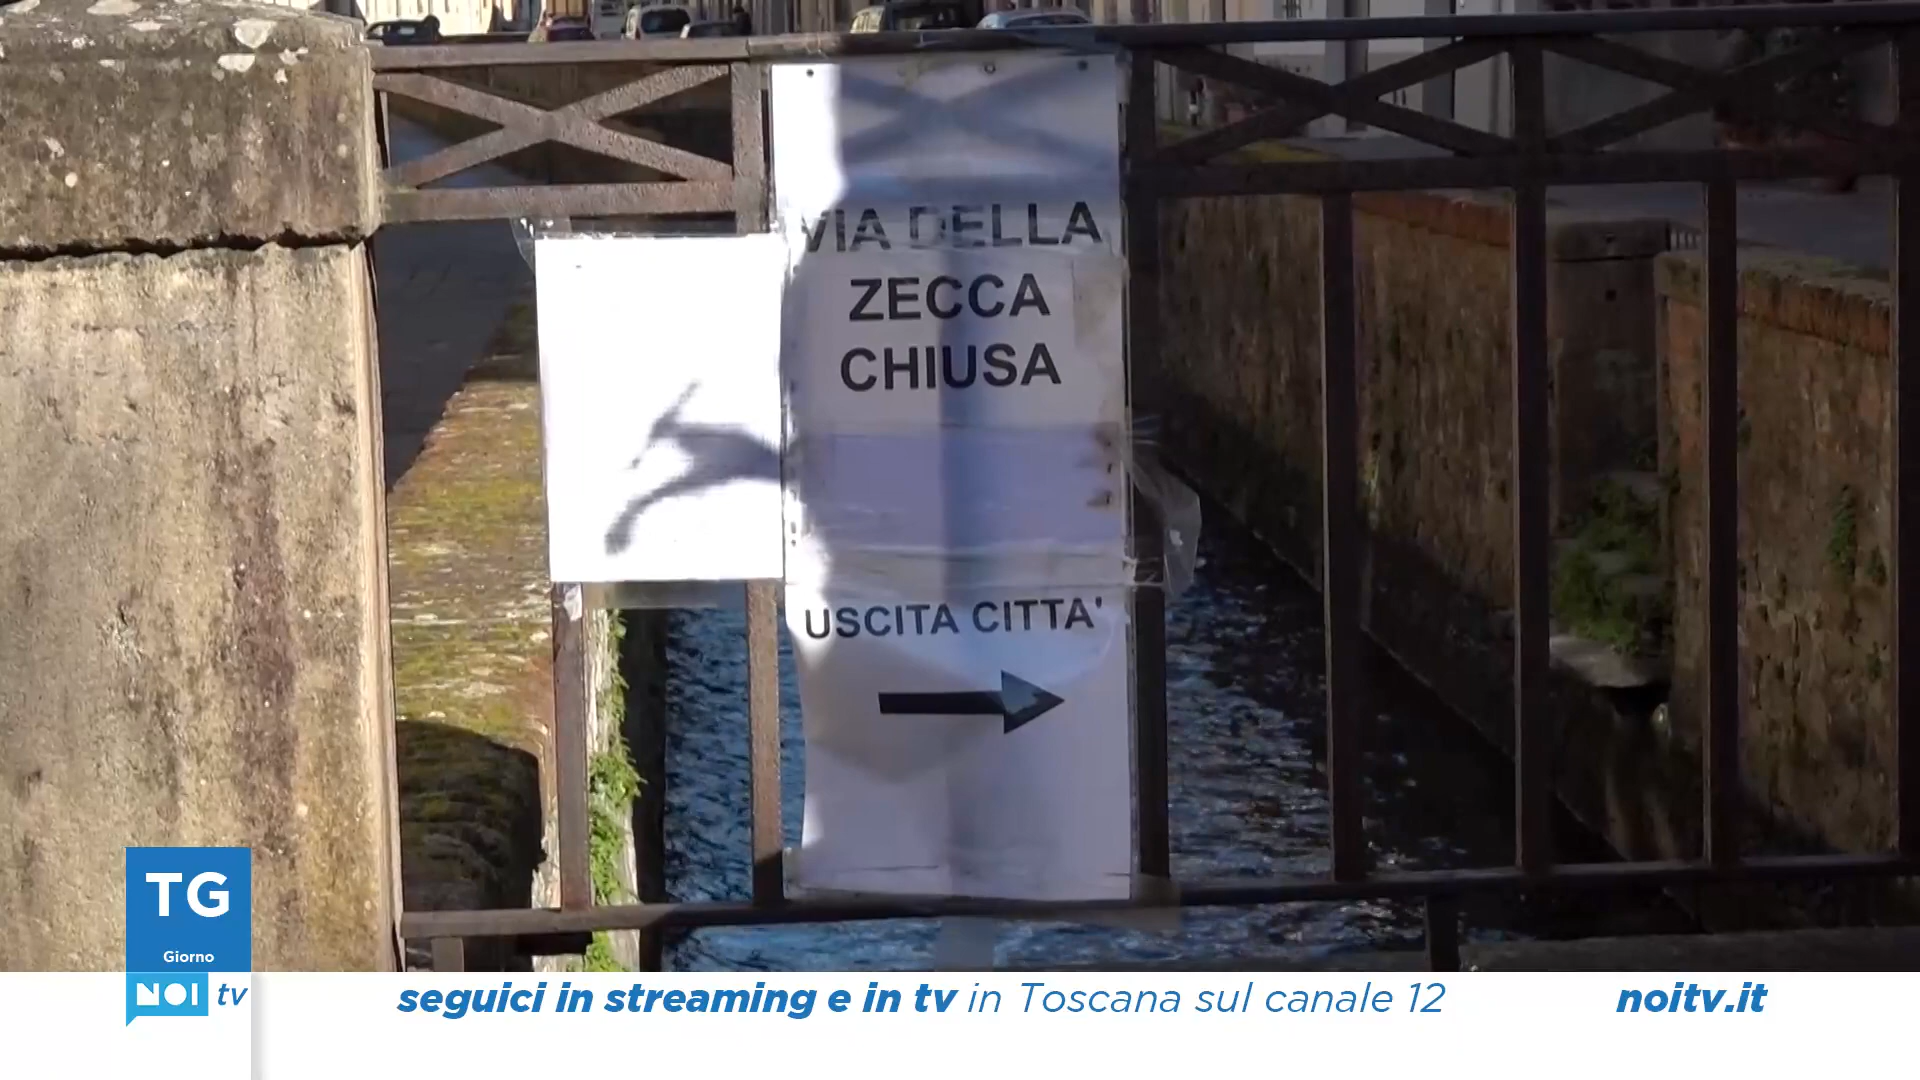 VIA DELLA
ZECCA
CHIUSA
USCITA CITTA'
TG
Giorno
NOI tv
seguici in streaming e in tv in Toscana sul canale 12
noitv.it